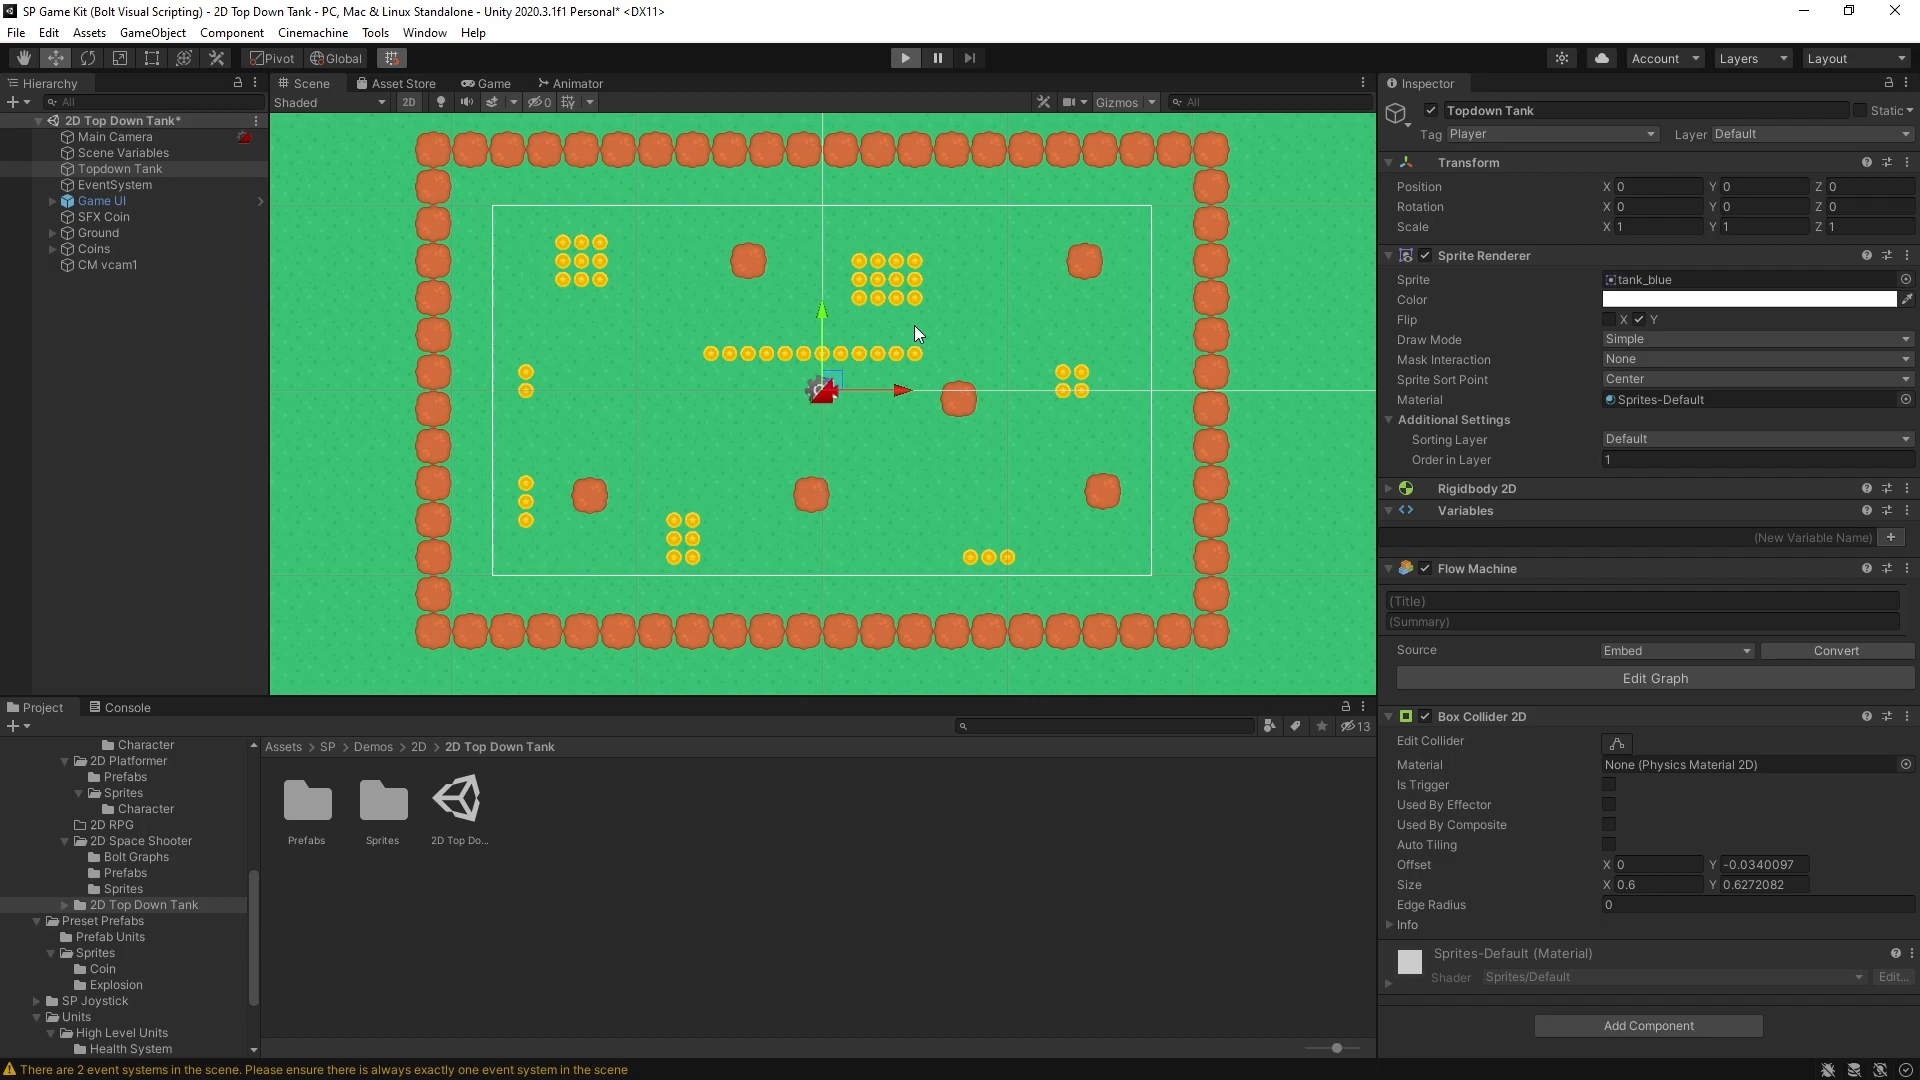 SP Game Kit (Bolt Visual Scripting) - 2D Top Down Tank - PC, Mac & Linux Standalone - Unity 2020.3.1f1 Personal* <DX11>
File Edit Assets GameObject Component Cinemachine Tools Window Help
Pivot Global Account Layers Layout
Hierarchy
All
2D Top Down Tank*
Main Camera
Scene Variables
Topdown Tank
EventSystem
Game UI
SFX Coin
Ground
Coins
CM vcam1
Scene Asset Store Game Animator
Shaded 2D 0 Gizmos All
Inspector
Topdown Tank Static
Tag Player Layer Default
Transform
Position X 0 Y 0 Z 0
Rotation X 0 Y 0 Z 0
Scale X 1 Y 1 Z 1
Sprite Renderer
Sprite tank_blue
Color
Flip X Y
Draw Mode Simple
Mask Interaction None
Sprite Sort Point Center
Material Sprites-Default
Additional Settings
Sorting Layer Default
Order in Layer 1
Rigidbody 2D
Variables
(New Variable Name)
Flow Machine
(Title)
(Summary)
Source Embed Convert
Edit Graph
Box Collider 2D
Edit Collider
Material None (Physics Material 2D)
Is Trigger
Used By Effector
Used By Composite
Auto Tiling
Offset X 0 Y -0.0340097
Size X 0.6 Y 0.6272082
Edge Radius 0
Info
Sprites-Default (Material)
Shader Sprites/Default Edit...
Add Component
Project Console
13
Character
2D Platformer
Prefabs
Sprites
Character
2D RPG
2D Space Shooter
Bolt Graphs
Prefabs
Sprites
2D Top Down Tank
Preset Prefabs
Prefab Units
Sprites
Coin
Explosion
SP Joystick
Units
High Level Units
Health System
Assets > SP > Demos > 2D > 2D Top Down Tank
Prefabs Sprites 2D Top Do...
There are 2 event systems in the scene. Please ensure there is always exactly one event system in the scene